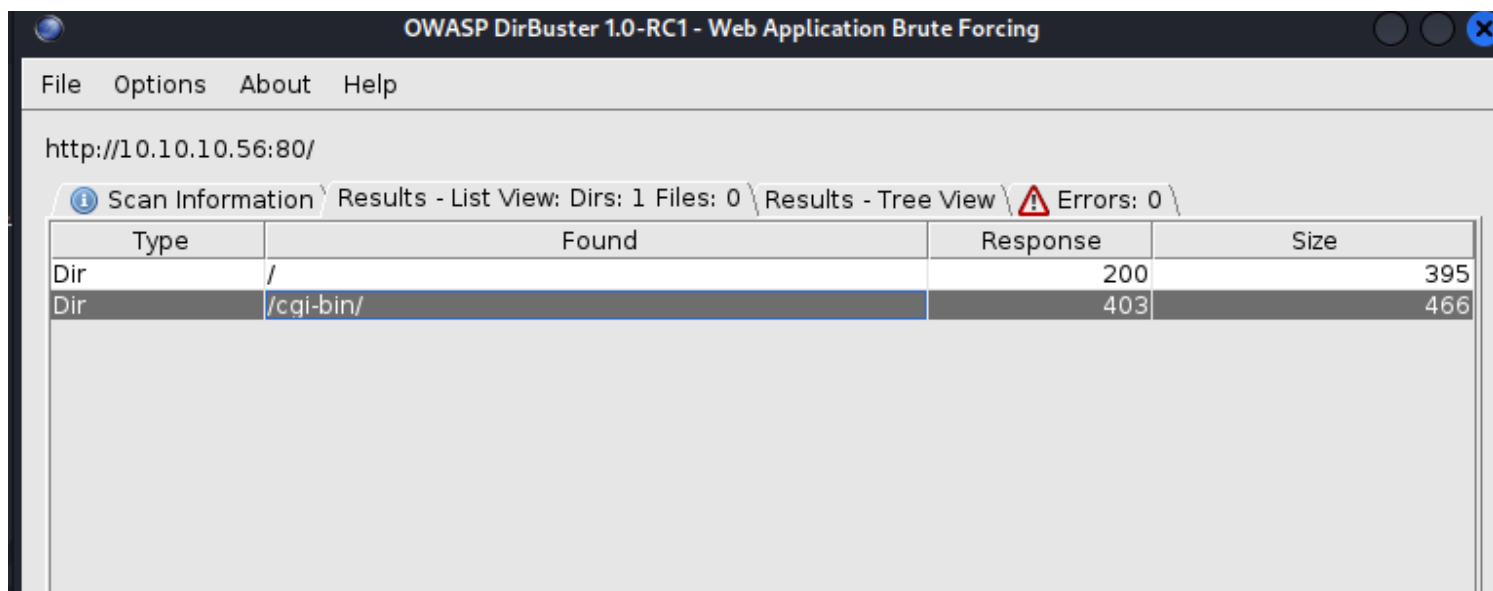 OWASP DirBuster 1.0-RC1 - Web Application Brute Forcing
File Options About Help
http://10.10.10.56:80/
Scan Information Results - List View: Dirs: 1 Files: 0 Results - Tree View Errors: 0
Type Found Response Size
Dir / 200 395
Dir /cgi-bin/ 403 466